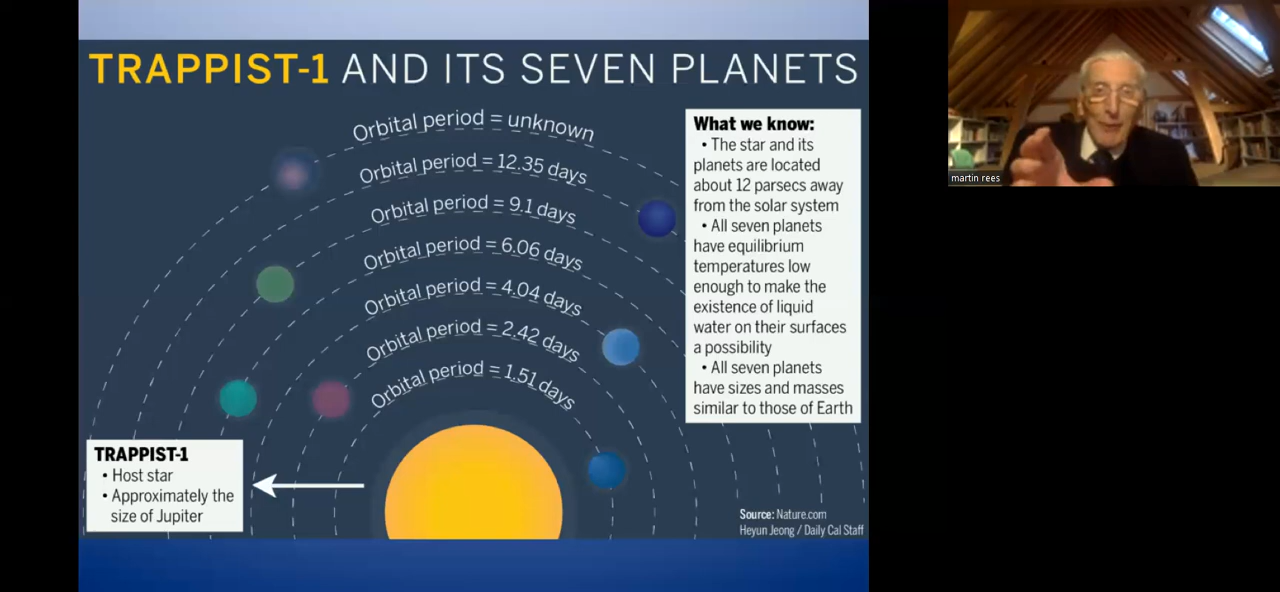 TRAPPIST-1 AND ITS SEVEN PLANETS
Orbital period = unknown
Orbital period = 12.35 days
Orbital period = 9.1 days
Orbital period = 6.06 days
Orbital period = 4.04 days
Orbital period = 2.42 days
Orbital period = 1.51 days
What we know:
• The star and its
planets are located
about 12 parsecs away
from the solar system
• All seven planets
have equilibrium
temperatures low
enough to make the
existence of liquid
water on their surfaces
a possibility
• All seven planets
have sizes and masses
similar to those of Earth
TRAPPIST-1
• Host star
• Approximately the
size of Jupiter
Source: Nature.com
Heyun Jeong / Daily Cal Staff
martin rees